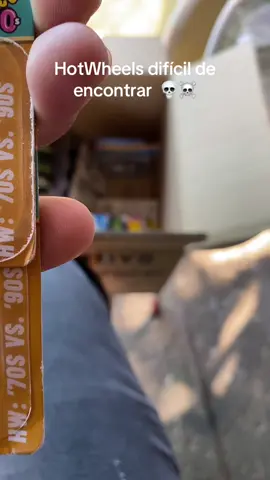 HotWheels difícil de
encontrar 💀☠️
HW: '70S VS. '90S
HW: '70S VS. '90S